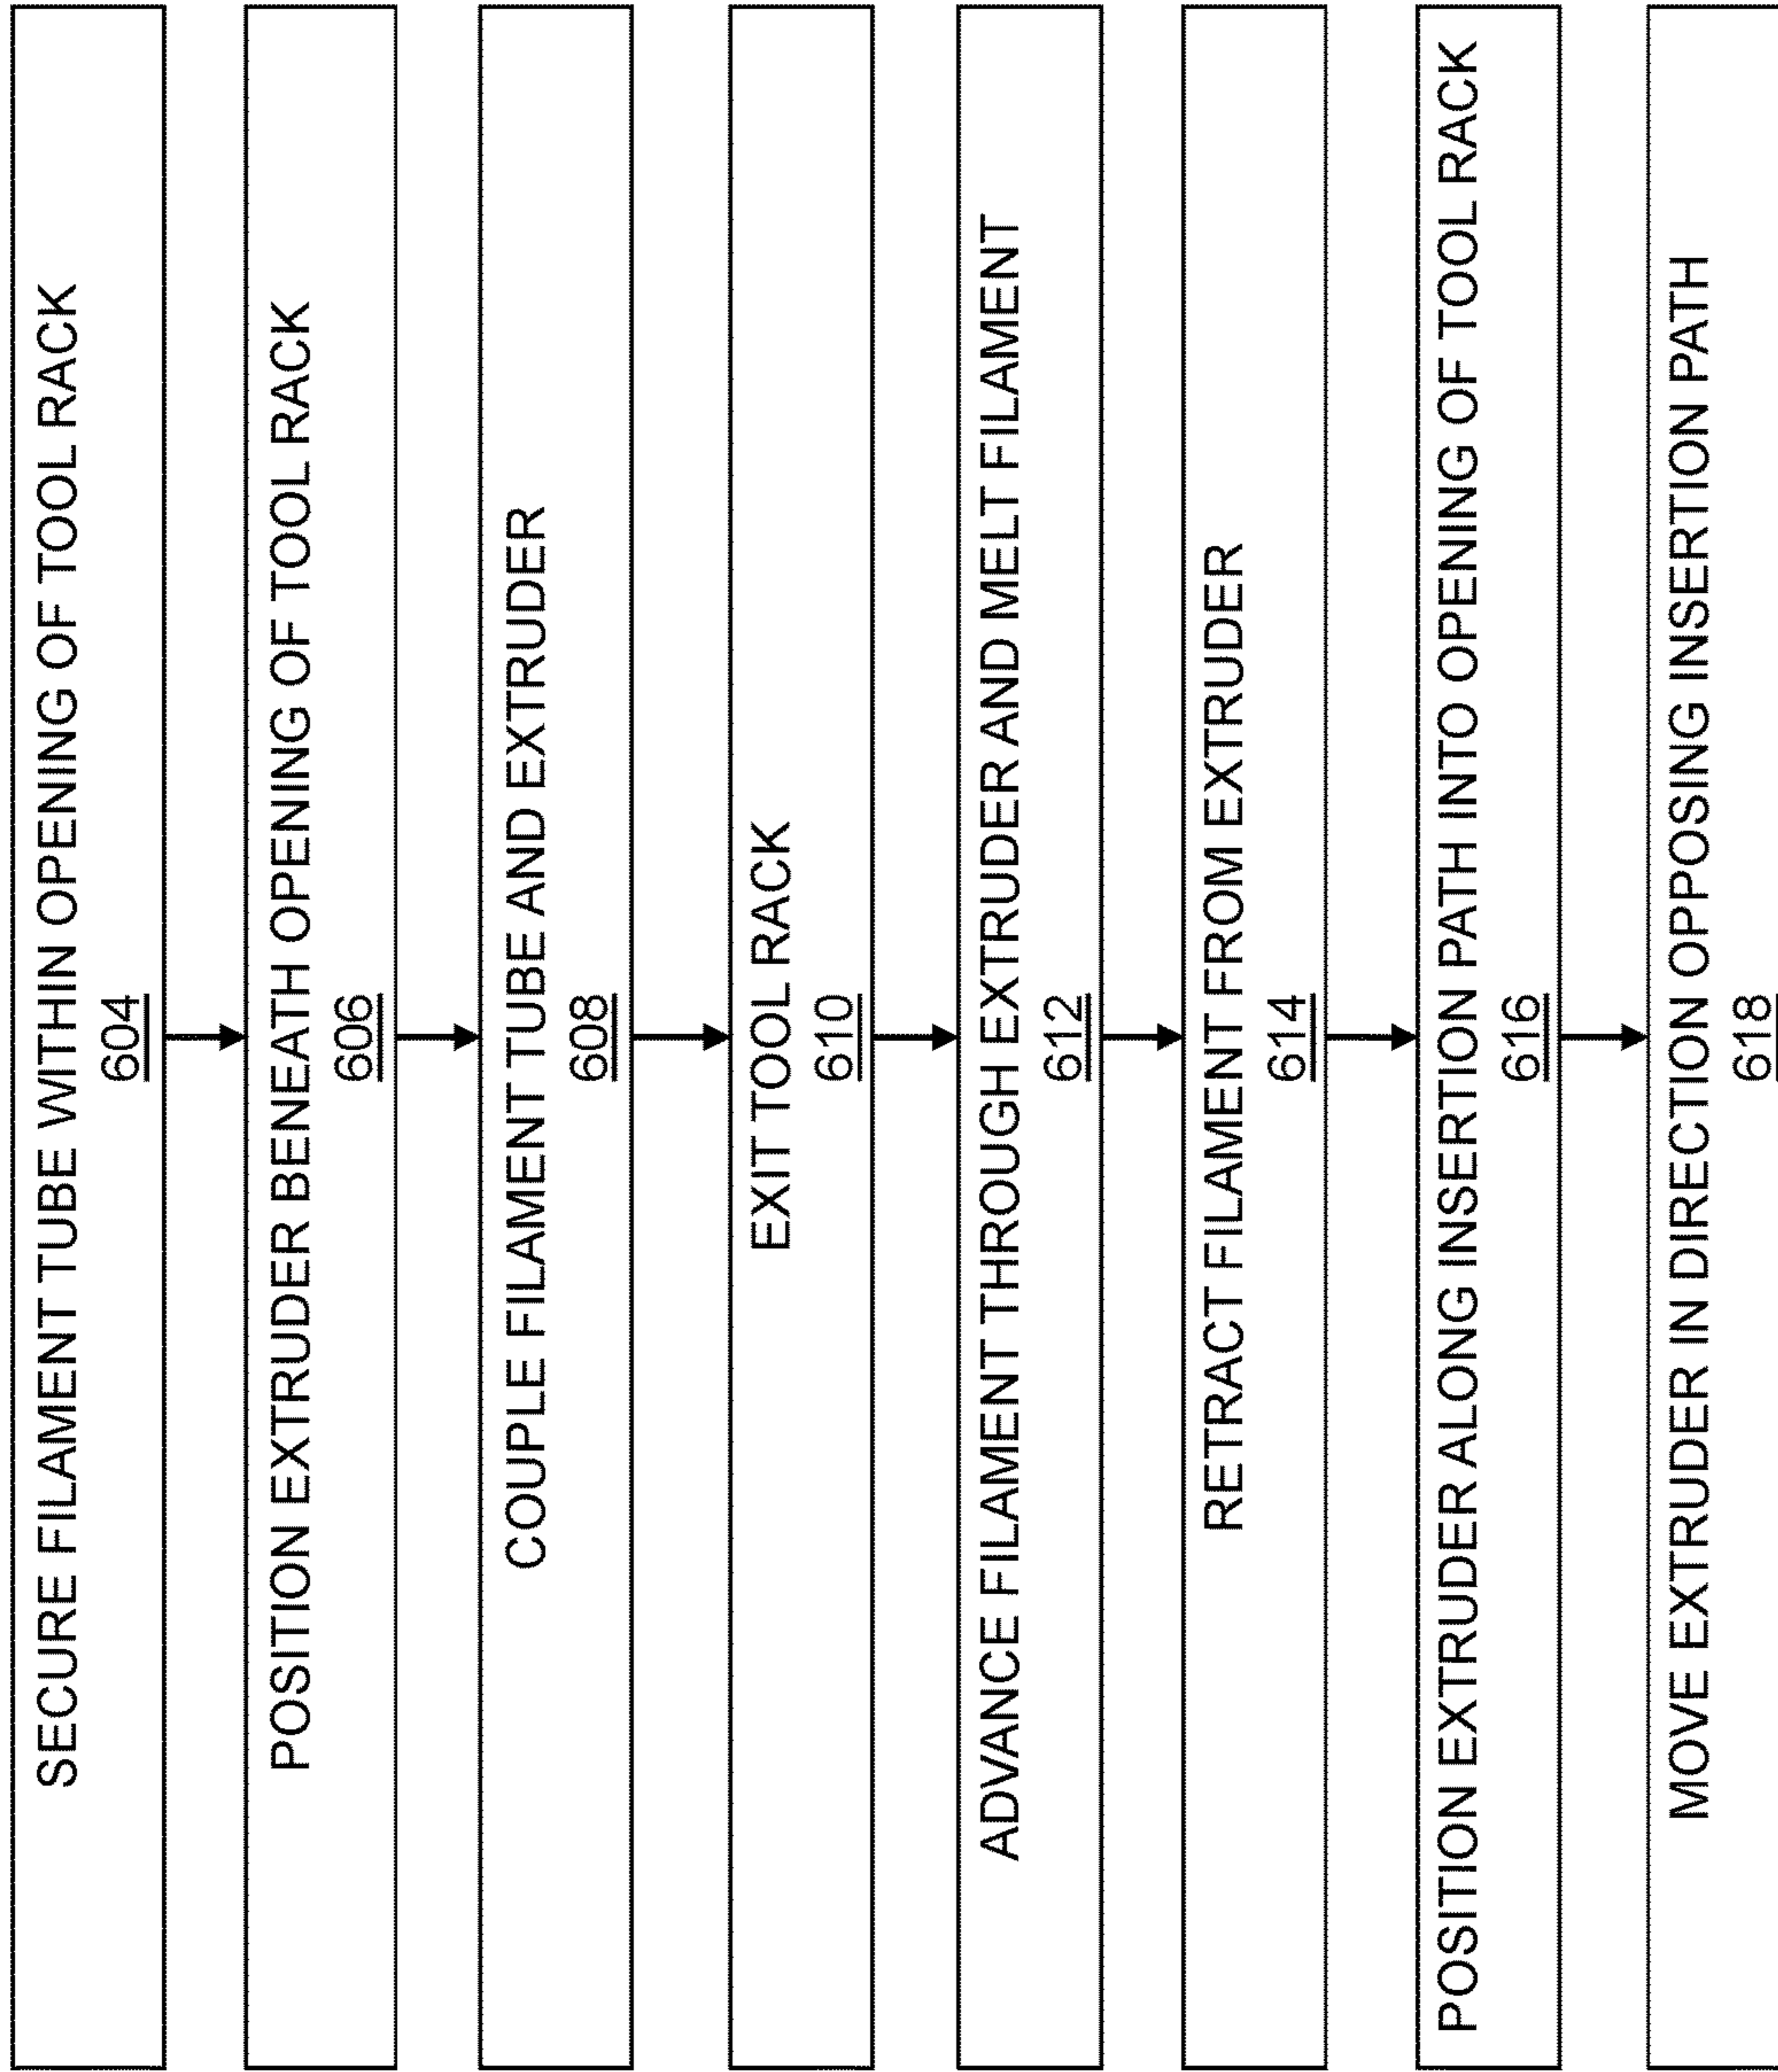 SECURE FILAMENT TUBE WITHIN OPENING OF TOOL RACK
604
POSITION EXTRUDER BENEATH OPENING OF TOOL RACK
606
COUPLE FILAMENT TUBE AND EXTRUDER
608
EXIT TOOL RACK
610
ADVANCE FILAMENT THROUGH EXTRUDER AND MELT FILAMENT
612
RETRACT FILAMENT FROM EXTRUDER
614
POSITION EXTRUDER ALONG INSERTION PATH INTO OPENING OF TOOL RACK
616
MOVE EXTRUDER IN DIRECTION OPPOSING INSERTION PATH
618